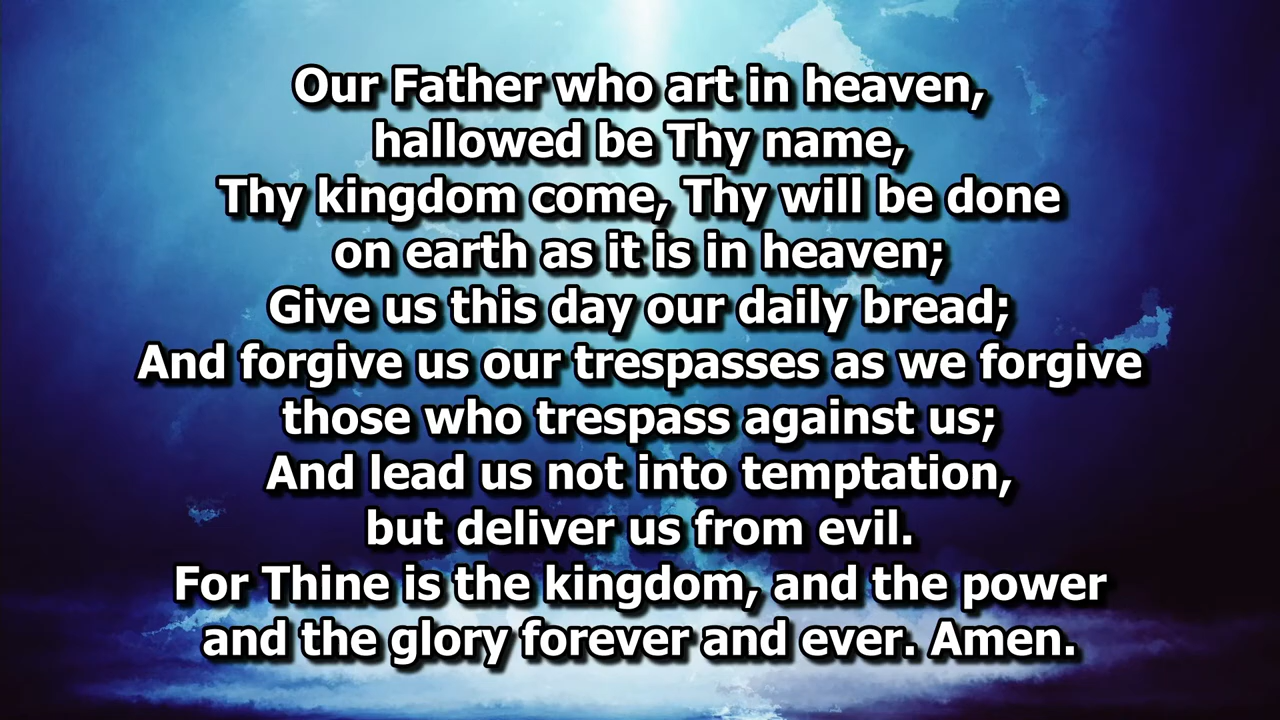 Our Father who art in heaven,
hallowed be Thy name,
Thy kingdom come, Thy will be done
on earth as it is in heaven;
Give us this day our daily bread;
And forgive us our trespasses as we forgive
those who trespass against us;
And lead us not into temptation,
but deliver us from evil.
For Thine is the kingdom, and the power
and the glory forever and ever. Amen.